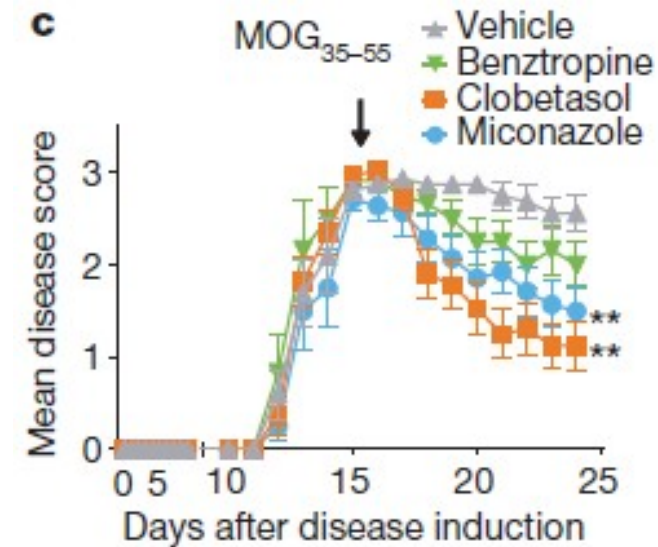 c
MOG35–55
Vehicle
Benztropine
Clobetasol
Miconazole
Mean disease score
3
2
1
0
**
**
0 5 10 15 20 25
Days after disease induction